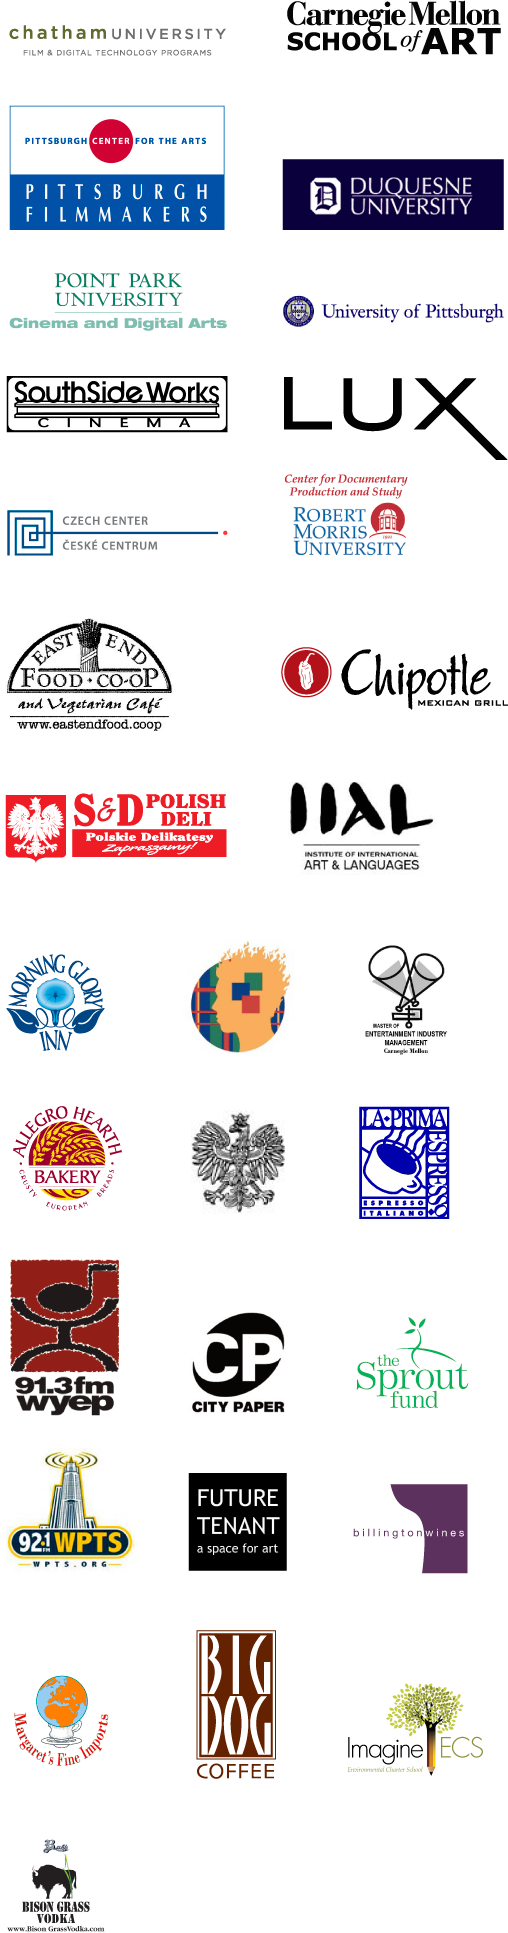 chathamUNIVERSITY
FILM & DIGITAL TECHNOLOGY PROGRAMS
Carnegie Mellon
SCHOOL of ART
PITTSBURGH CENTER FOR THE ARTS
PITTSBURGH
FILMMAKERS
D DUQUESNE
UNIVERSITY
POINT PARK
UNIVERSITY
Cinema and Digital Arts
University of Pittsburgh
SouthSide Works
CINEMA
LUX
CZECH CENTER
ČESKÉ CENTRUM
Center for Documentary
Production and Study
ROBERT
MORRIS
UNIVERSITY
1921
EAST END
FOOD·CO-OP
and Vegetarian Café
www.eastendfood.coop
Chipotle
MEXICAN GRILL
S&D POLISH
DELI
Polskie Delikatesy
Zapraszamy!
IIAL
INSTITUTE OF INTERNATIONAL
ART & LANGUAGES
MORNING GLORY
INN
MASTER OF
ENTERTAINMENT INDUSTRY
MANAGEMENT
Carnegie Mellon
ALLEGRO HEARTH
BAKERY
· CRUSTY EUROPEAN BREADS ·
LA·PRIMA
ESPRESSO
ESPRESSO
ITALIANO
91.3fm
wyep
CP
CITY PAPER
the
Sprout
fund
92.1 FM WPTS
WPTS.ORG
FUTURE
TENANT
a space for art
billingtonwines
Margaret's Fine Imports
BIG
DOG
COFFEE
Imagine ECS
Environmental Charter School
BISON GRASS
VODKA
www.Bison GrassVodka.com